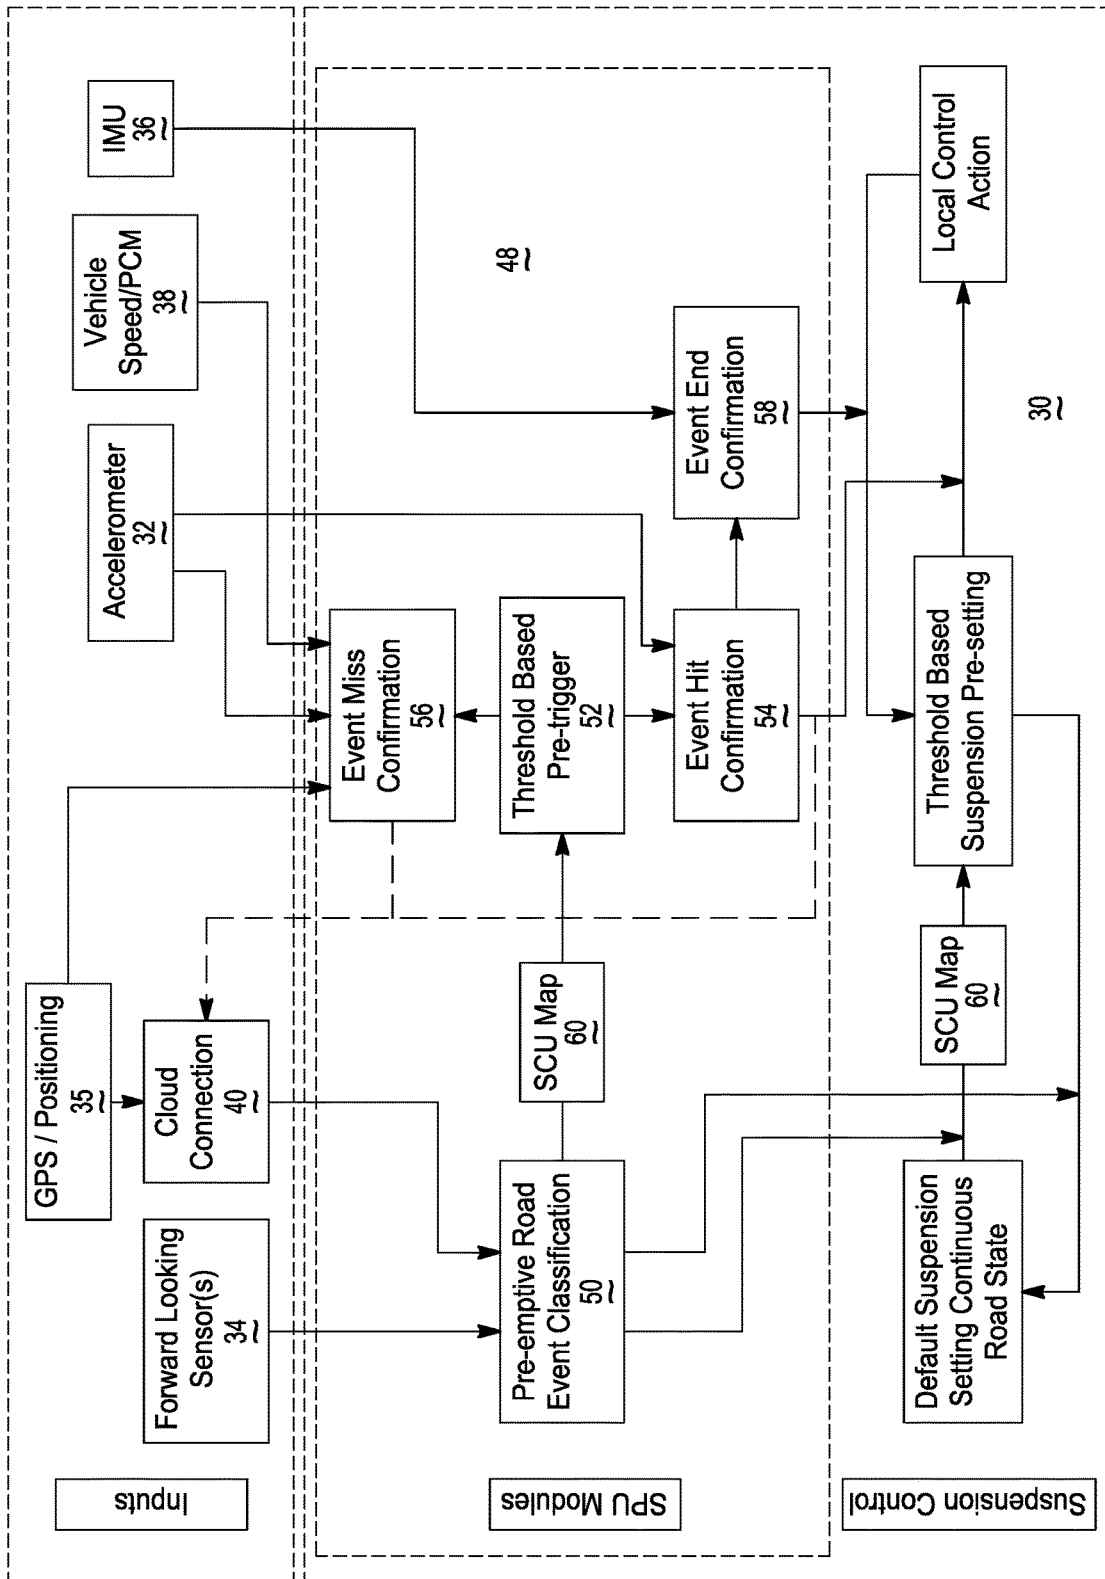 Inputs
Forward Looking
Sensor(s)
34
GPS / Positioning
35
Cloud
Connection
40
Accelerometer
32
Vehicle
Speed/PCM
38
IMU
36
SPU Modules
Pre-emptive Road
Event Classification
50
SCU Map
60
Event Miss
Confirmation
56
Threshold Based
Pre-trigger
52
Event Hit
Confirmation
54
Event End
Confirmation
58
48
Suspension Control
Default Suspension
Setting Continuous
Road State
SCU Map
60
Threshold Based
Suspension Pre-setting
Local Control
Action
30